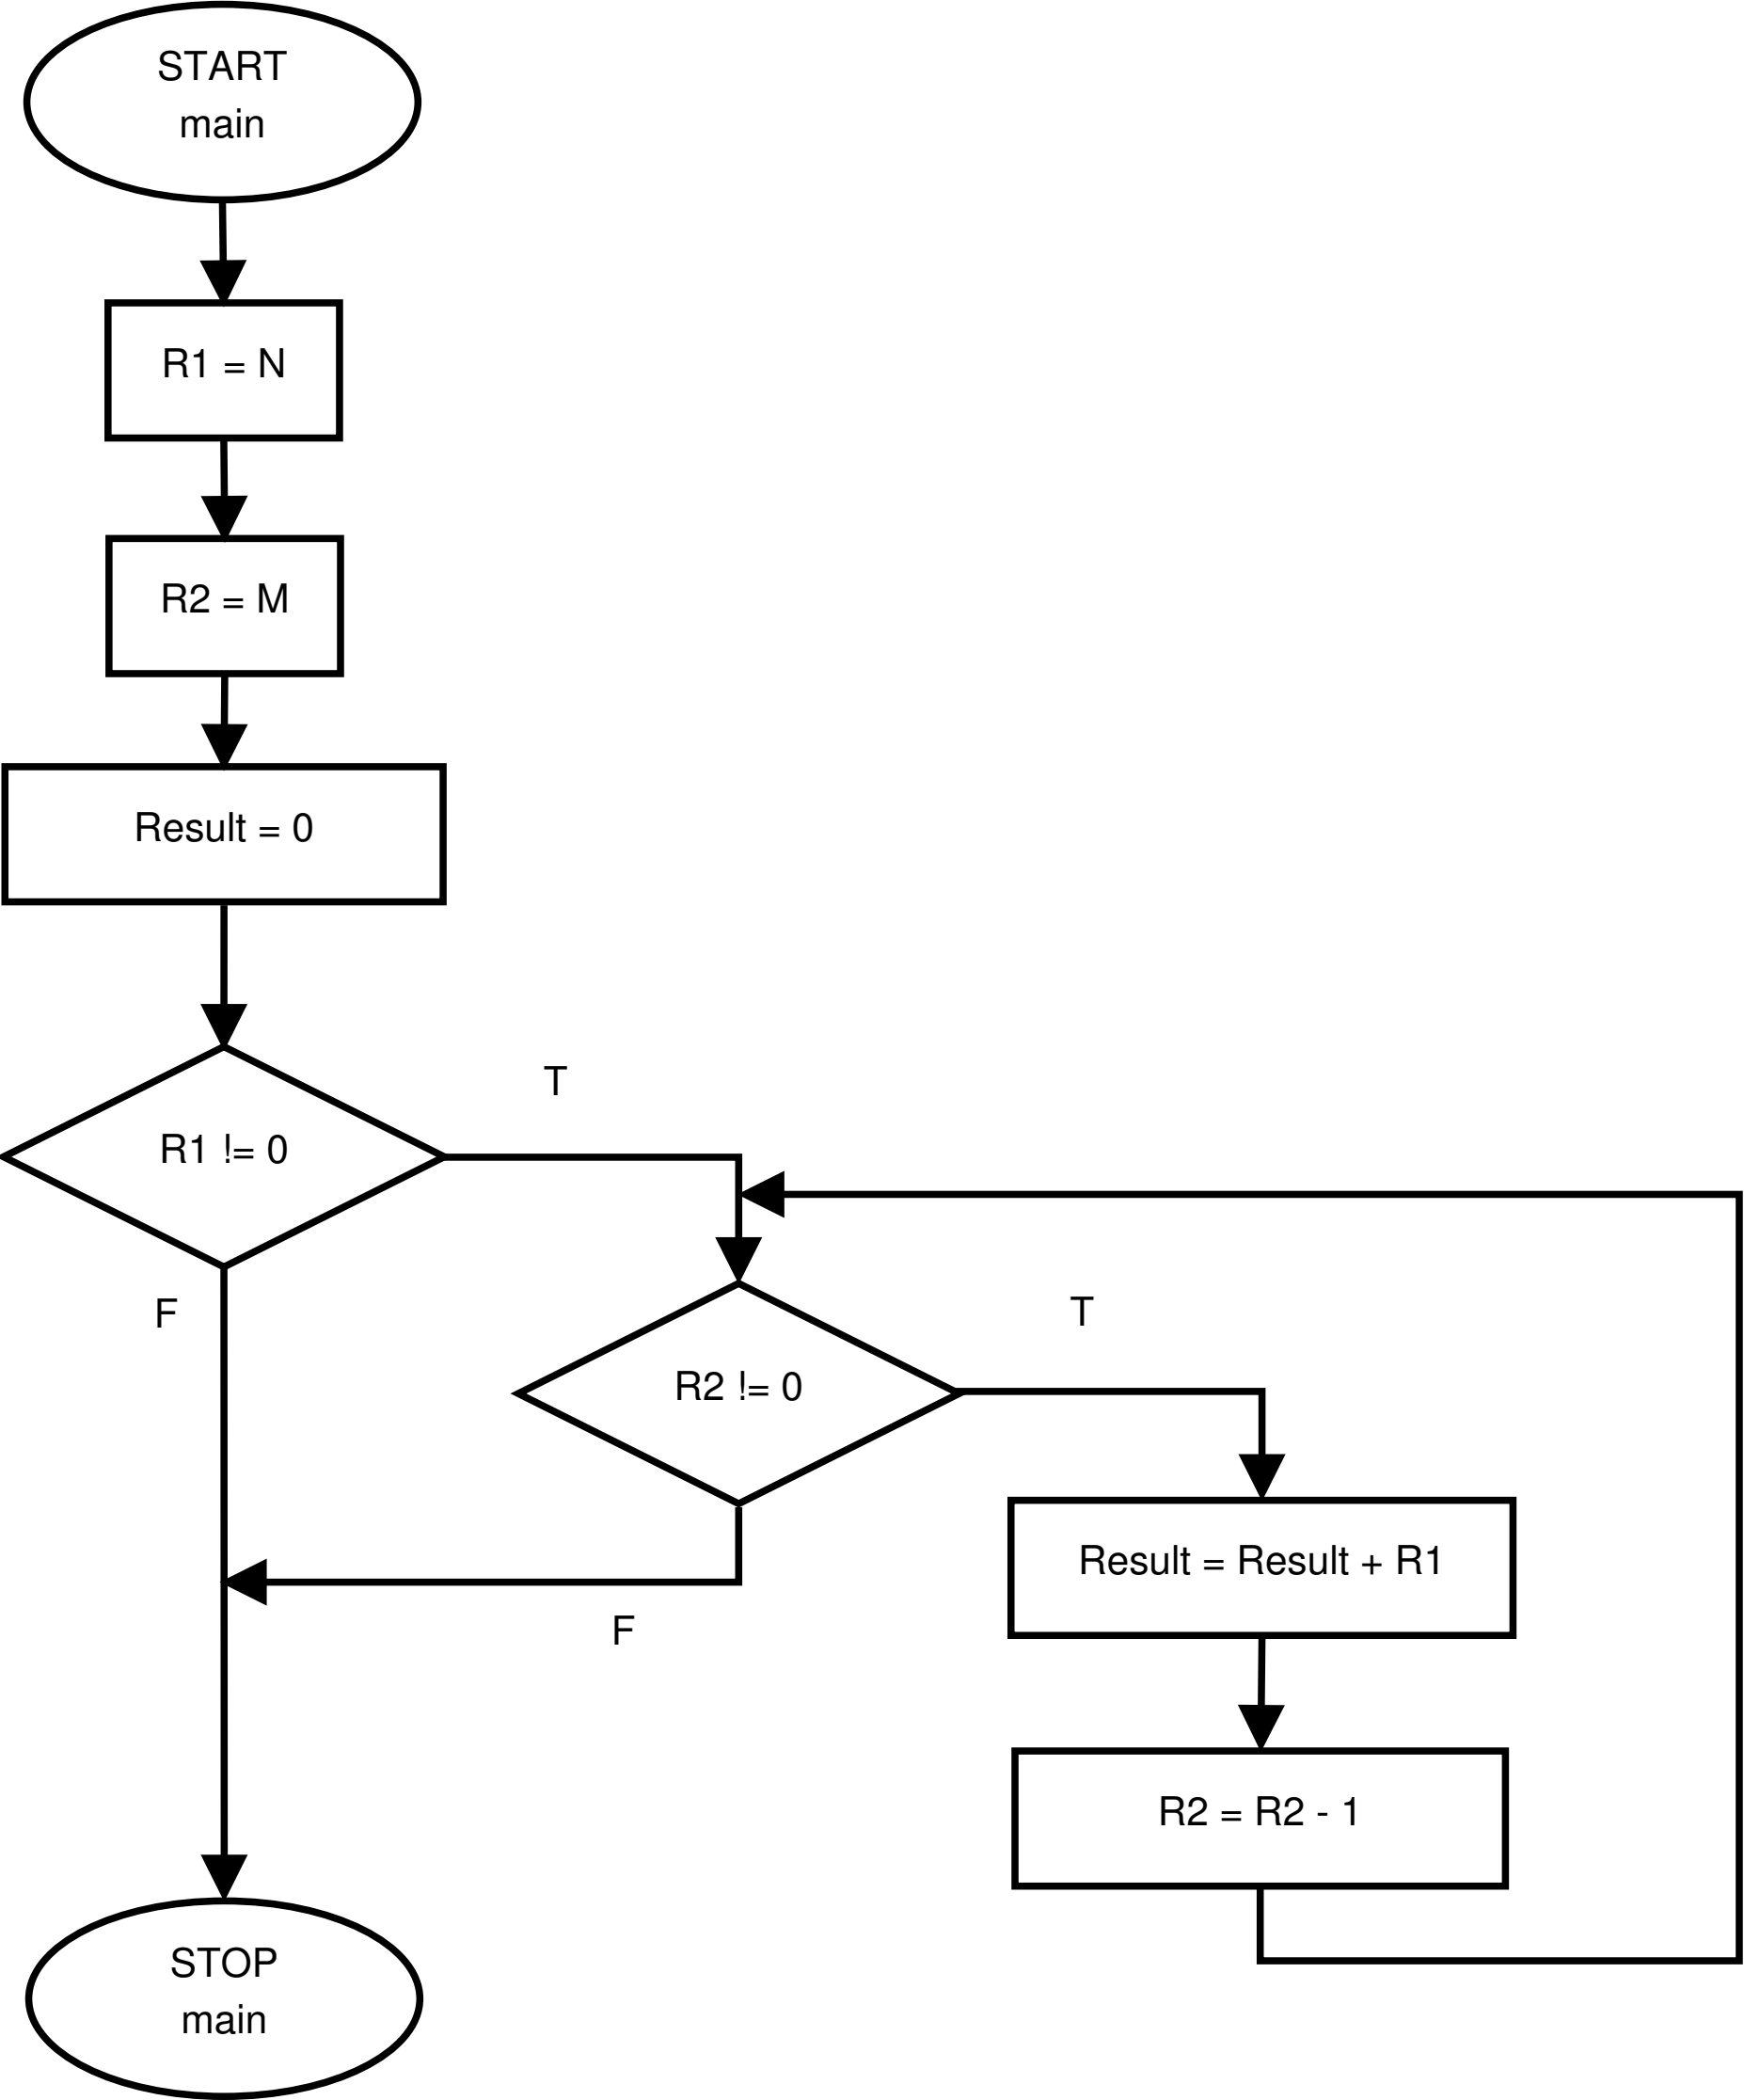 START
main
R1 = N
R2 = M
Result = 0
R1 != 0
T
F
R2 != 0
T
F
Result = Result + R1
R2 = R2 - 1
STOP
main